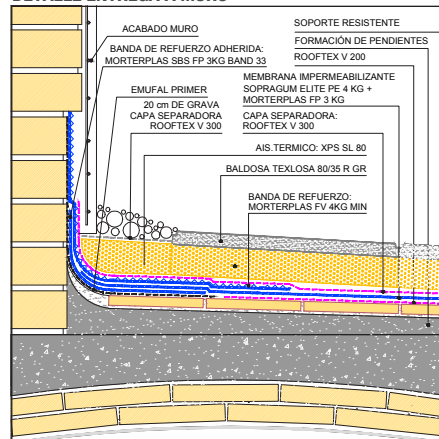 ACABADO MURO
BANDA DE REFUERZO ADHERIDA:
MORTERPLAS SBS FP 3KG BAND 33
EMUFAL PRIMER
20 cm DE GRAVA
CAPA SEPARADORA
ROOFTEX V 300
SOPORTE RESISTENTE
FORMACIÓN DE PENDIENTES
ROOFTEX V 200
MEMBRANA IMPERMEABILIZANTE
SOPRAGUM ELITE PE 4 KG +
MORTERPLAS FP 3 KG
CAPA SEPARADORA:
ROOFTEX V 300
AIS.TERMICO: XPS SL 80
BALDOSA TEXLOSA 80/35 R GR
BANDA DE REFUERZO:
MORTERPLAS FV 4KG MIN